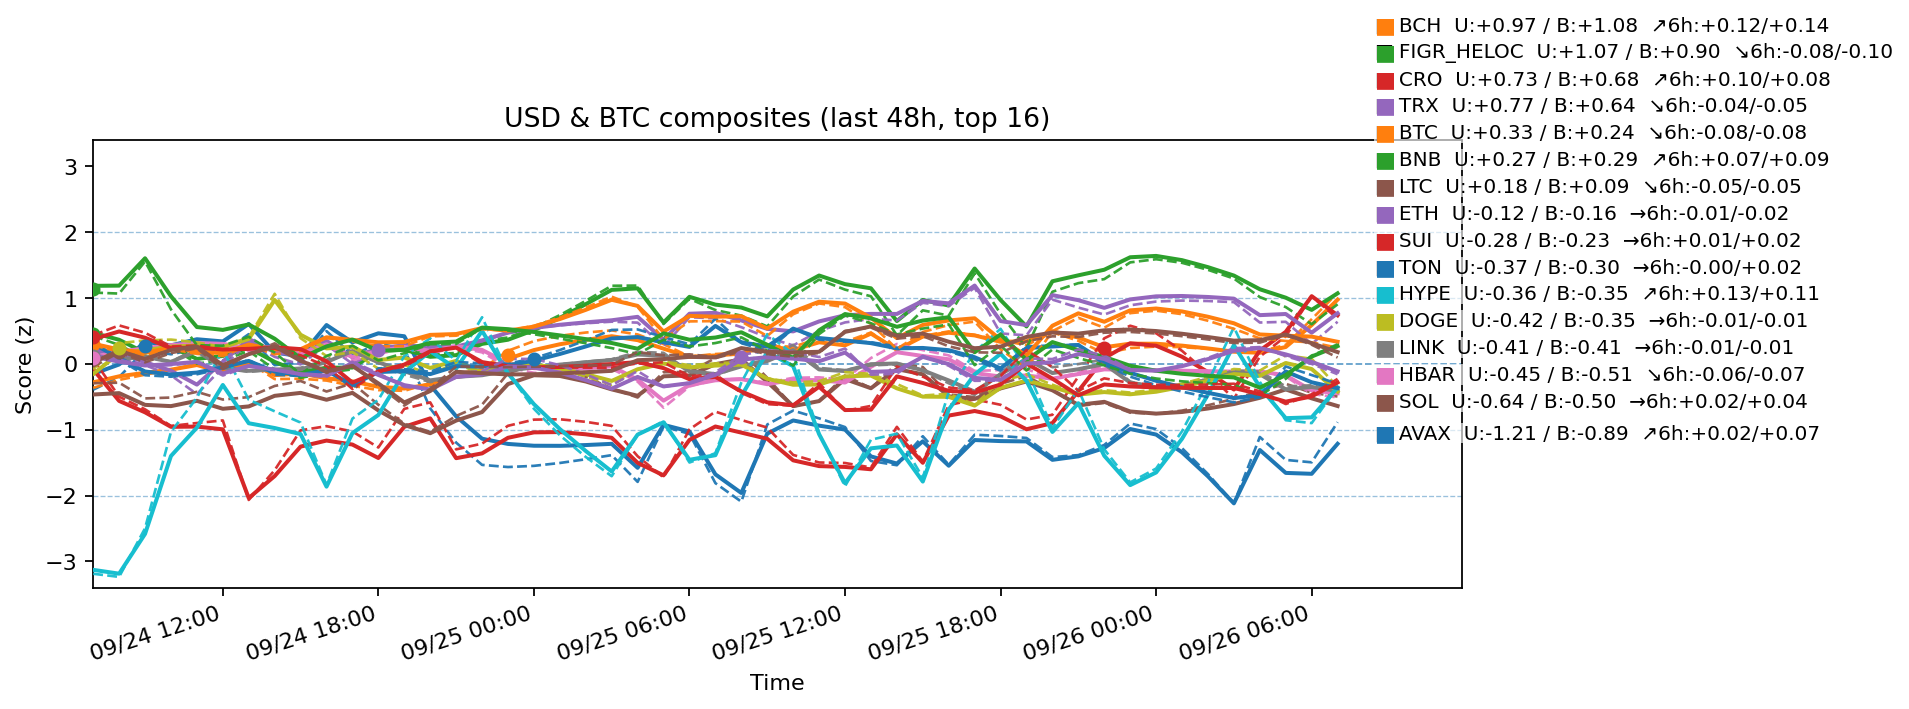 USD & BTC composites (last 48h, top 16)
BCH U:+0.97 / B:+1.08 ↗6h:+0.12/+0.14
FIGR_HELOC U:+1.07 / B:+0.90 ↘6h:-0.08/-0.10
CRO U:+0.73 / B:+0.68 ↗6h:+0.10/+0.08
TRX U:+0.77 / B:+0.64 ↘6h:-0.04/-0.05
BTC U:+0.33 / B:+0.24 ↘6h:-0.08/-0.08
BNB U:+0.27 / B:+0.29 ↗6h:+0.07/+0.09
LTC U:+0.18 / B:+0.09 ↘6h:-0.05/-0.05
ETH U:-0.12 / B:-0.16 →6h:-0.01/-0.02
SUI U:-0.28 / B:-0.23 →6h:+0.01/+0.02
TON U:-0.37 / B:-0.30 →6h:-0.00/+0.02
HYPE U:-0.36 / B:-0.35 ↗6h:+0.13/+0.11
DOGE U:-0.42 / B:-0.35 →6h:-0.01/-0.01
LINK U:-0.41 / B:-0.41 →6h:-0.01/-0.01
HBAR U:-0.45 / B:-0.51 ↘6h:-0.06/-0.07
SOL U:-0.64 / B:-0.50 →6h:+0.02/+0.04
AVAX U:-1.21 / B:-0.89 ↗6h:+0.02/+0.07
Score (z)
3
2
1
0
−1
−2
−3
09/24 12:00
09/24 18:00
09/25 00:00
09/25 06:00
09/25 12:00
09/25 18:00
09/26 00:00
09/26 06:00
Time